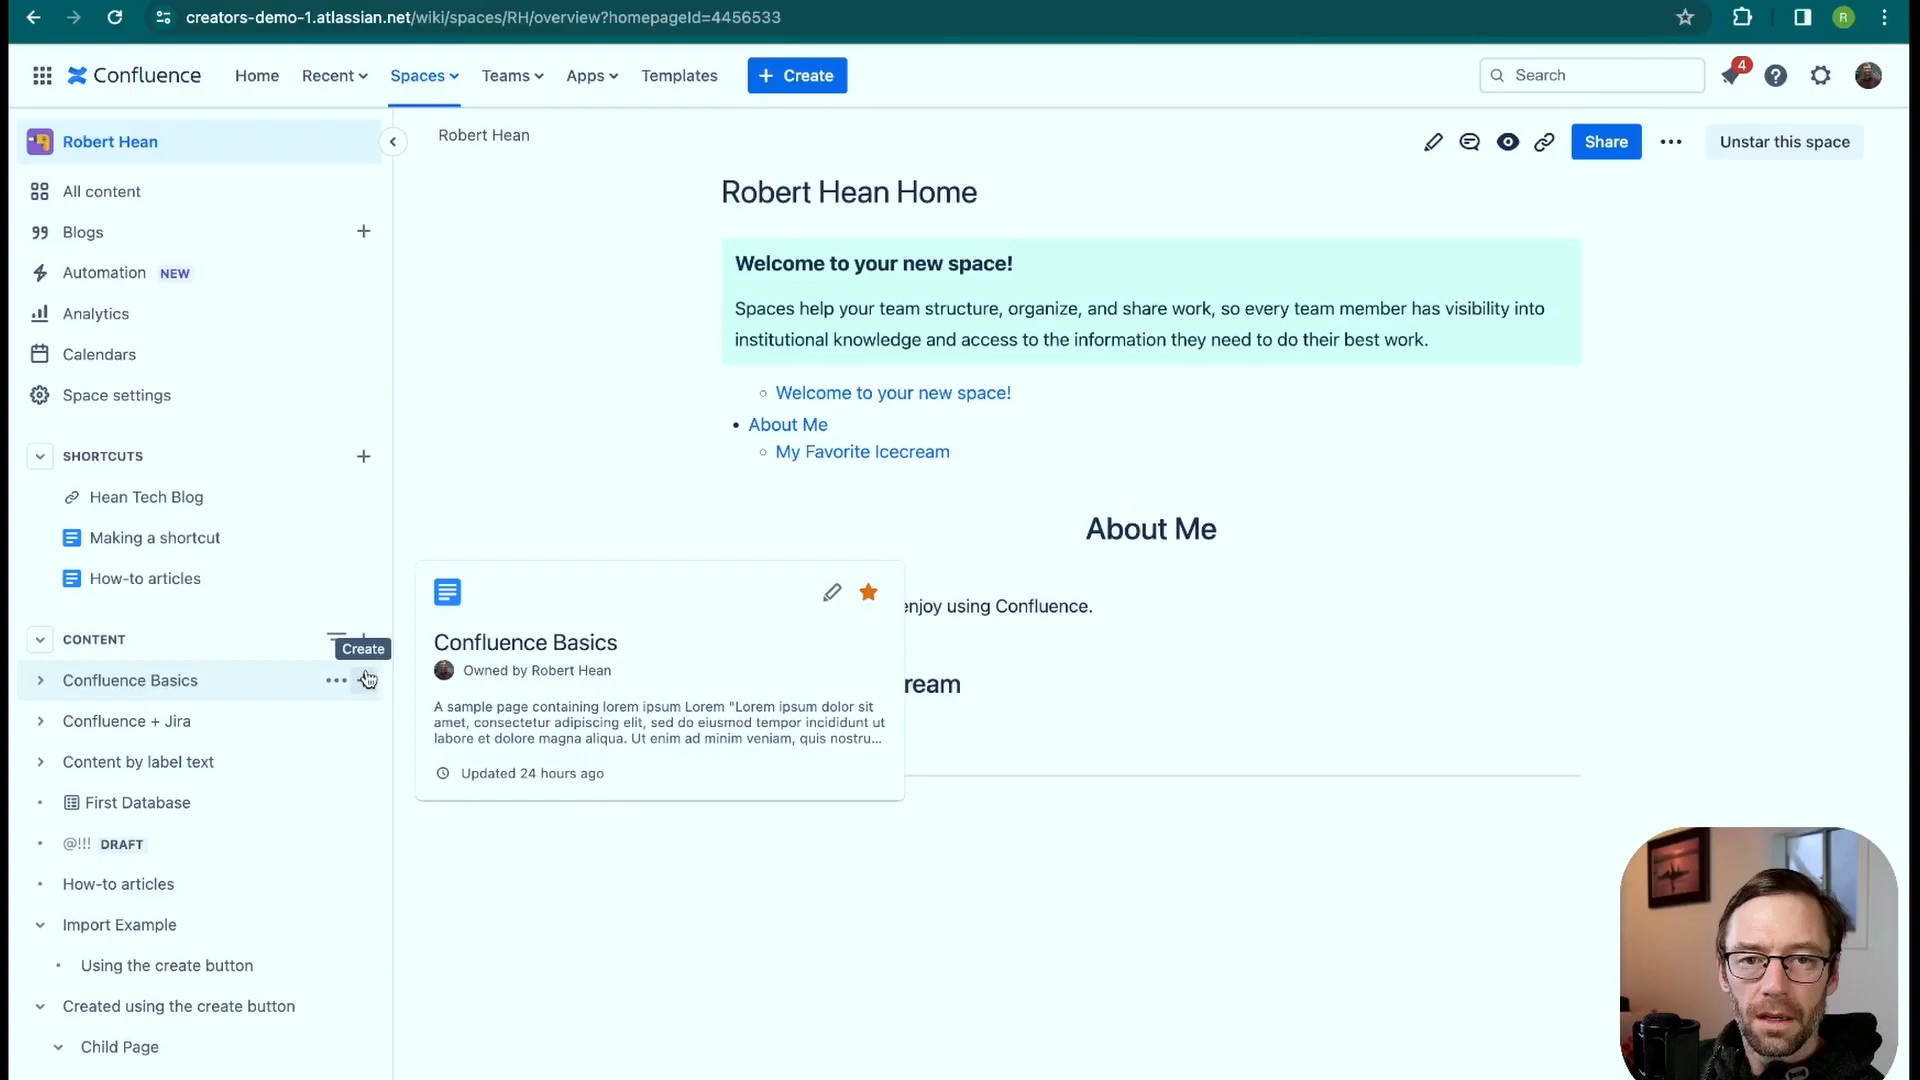 creators-demo-1.atlassian.net/wiki/spaces/RH/overview?homepageId=4456533
R
Confluence
Home
Recent
Spaces
Teams
Apps
Templates
+ Create
Search
4
Robert Hean
Robert Hean
Share
Unstar this space
All content
Blogs
Automation NEW
Analytics
Calendars
Space settings
SHORTCUTS
Hean Tech Blog
Making a shortcut
How-to articles
CONTENT
Create
Confluence Basics
Confluence + Jira
Content by label text
First Database
@!!! DRAFT
How-to articles
Import Example
Using the create button
Created using the create button
Child Page
Robert Hean Home
Welcome to your new space!
Spaces help your team structure, organize, and share work, so every team member has visibility into
institutional knowledge and access to the information they need to do their best work.
Welcome to your new space!
About Me
My Favorite Icecream
About Me
enjoy using Confluence.
ream
Confluence Basics
Owned by Robert Hean
A sample page containing lorem ipsum Lorem "Lorem ipsum dolor sit
amet, consectetur adipiscing elit, sed do eiusmod tempor incididunt ut
labore et dolore magna aliqua. Ut enim ad minim veniam, quis nostru...
Updated 24 hours ago